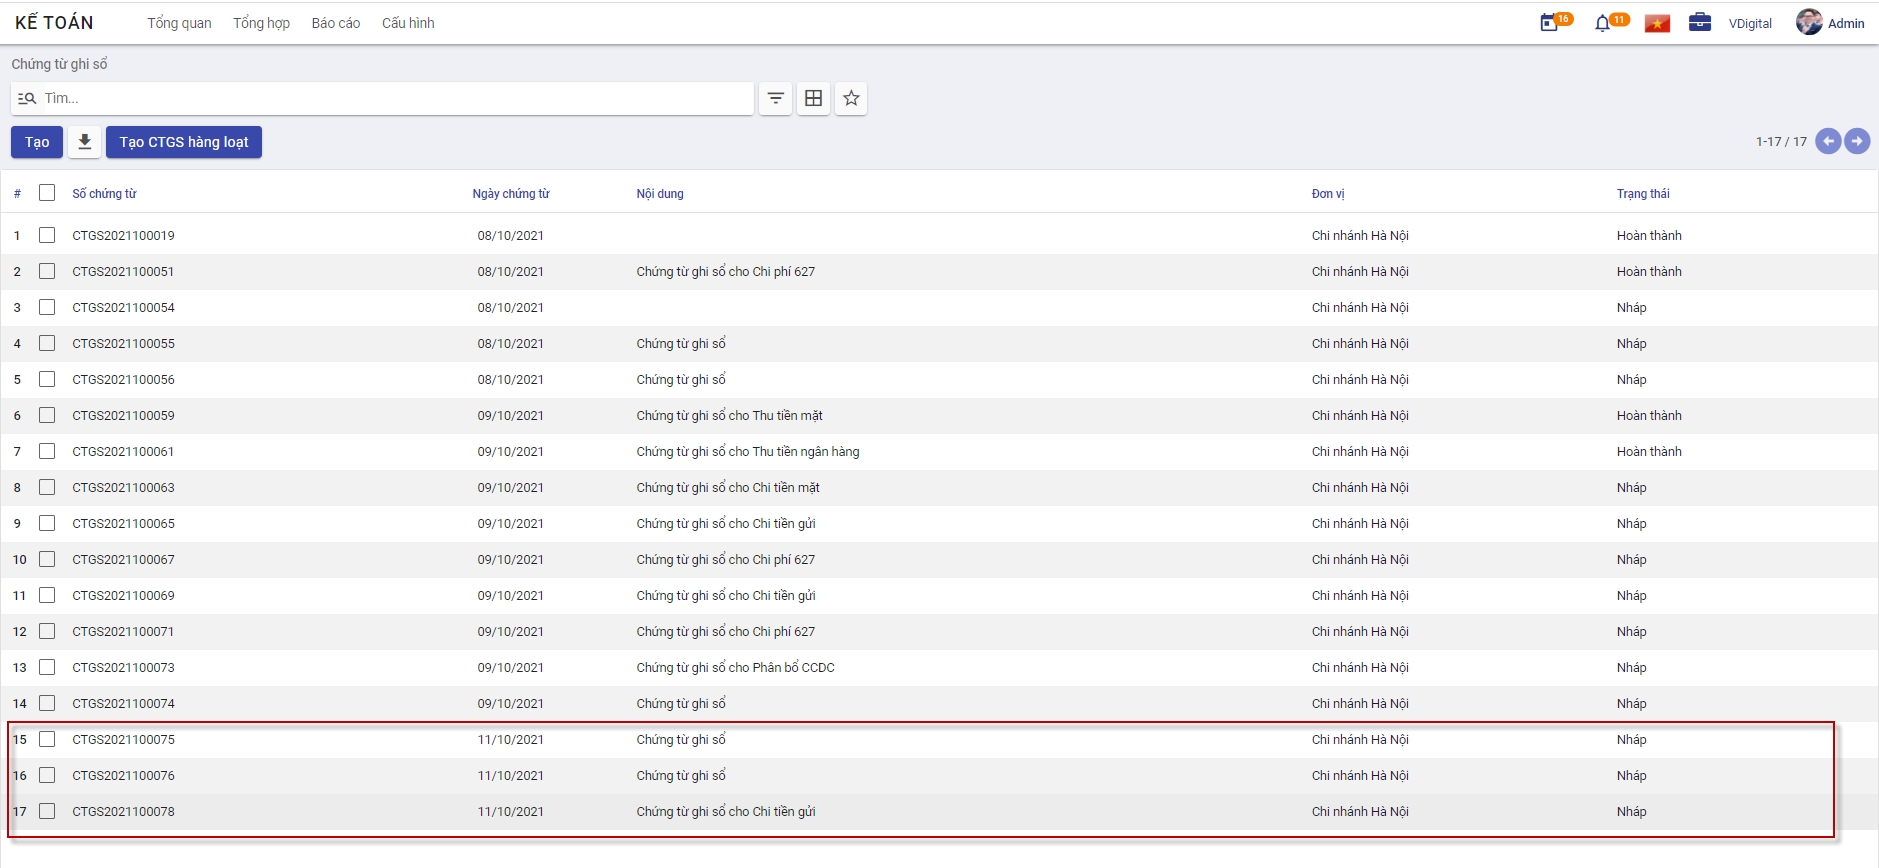 KẾ TOÁN Tổng quan Tổng hợp Báo cáo Cấu hình 16 11 VDigital Admin
Chứng từ ghi sổ
Tìm...
Tạo Tạo CTGS hàng loạt 1-17 / 17
# Số chứng từ Ngày chứng từ Nội dung Đơn vị Trạng thái
1 CTGS2021100019 08/10/2021 Chi nhánh Hà Nội Hoàn thành
2 CTGS2021100051 08/10/2021 Chứng từ ghi sổ cho Chi phí 627 Chi nhánh Hà Nội Hoàn thành
3 CTGS2021100054 08/10/2021 Chi nhánh Hà Nội Nháp
4 CTGS2021100055 08/10/2021 Chứng từ ghi sổ Chi nhánh Hà Nội Nháp
5 CTGS2021100056 08/10/2021 Chứng từ ghi sổ Chi nhánh Hà Nội Nháp
6 CTGS2021100059 09/10/2021 Chứng từ ghi sổ cho Thu tiền mặt Chi nhánh Hà Nội Hoàn thành
7 CTGS2021100061 09/10/2021 Chứng từ ghi sổ cho Thu tiền ngân hàng Chi nhánh Hà Nội Hoàn thành
8 CTGS2021100063 09/10/2021 Chứng từ ghi sổ cho Chi tiền mặt Chi nhánh Hà Nội Nháp
9 CTGS2021100065 09/10/2021 Chứng từ ghi sổ cho Chi tiền gửi Chi nhánh Hà Nội Nháp
10 CTGS2021100067 09/10/2021 Chứng từ ghi sổ cho Chi phí 627 Chi nhánh Hà Nội Nháp
11 CTGS2021100069 09/10/2021 Chứng từ ghi sổ cho Chi tiền gửi Chi nhánh Hà Nội Nháp
12 CTGS2021100071 09/10/2021 Chứng từ ghi sổ cho Chi phí 627 Chi nhánh Hà Nội Nháp
13 CTGS2021100073 09/10/2021 Chứng từ ghi sổ cho Phân bổ CCDC Chi nhánh Hà Nội Nháp
14 CTGS2021100074 09/10/2021 Chứng từ ghi sổ Chi nhánh Hà Nội Nháp
15 CTGS2021100075 11/10/2021 Chứng từ ghi sổ Chi nhánh Hà Nội Nháp
16 CTGS2021100076 11/10/2021 Chứng từ ghi sổ Chi nhánh Hà Nội Nháp
17 CTGS2021100078 11/10/2021 Chứng từ ghi sổ cho Chi tiền gửi Chi nhánh Hà Nội Nháp